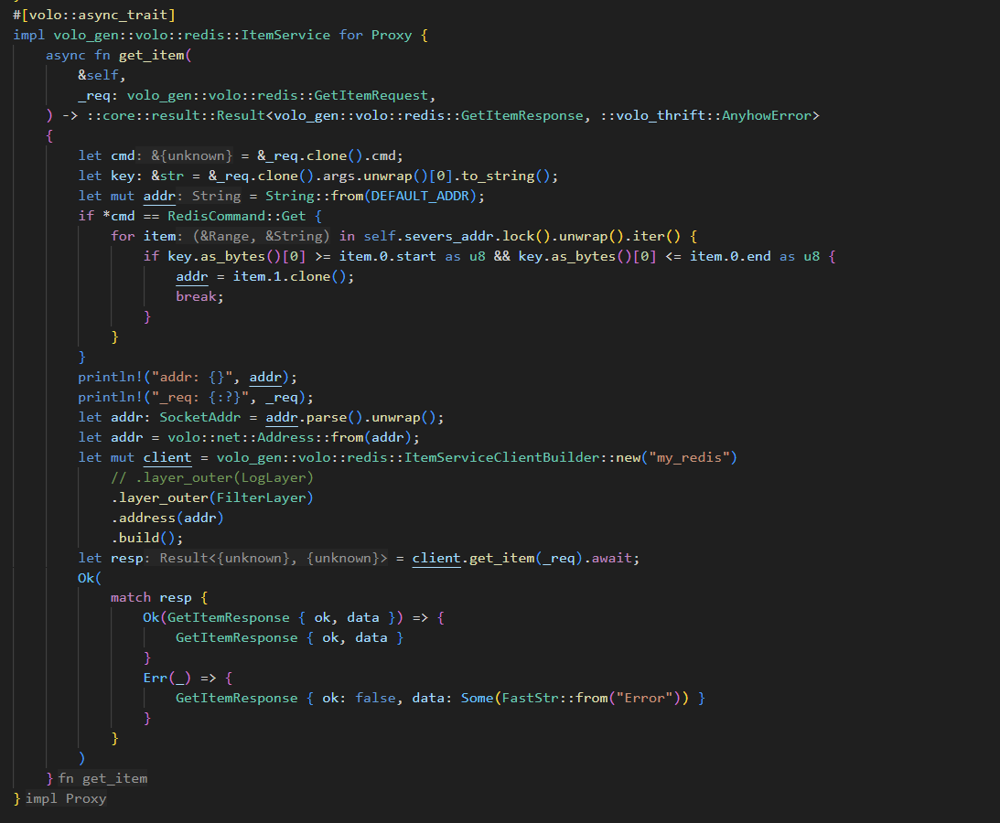 #[volo::async_trait]
impl volo_gen::volo::redis::ItemService for Proxy {
    async fn get_item(
        &self,
        _req: volo_gen::volo::redis::GetItemRequest,
    ) -> ::core::result::Result<volo_gen::volo::redis::GetItemResponse, ::volo_thrift::AnyhowError>
    {
        let cmd: &{unknown} = &_req.clone().cmd;
        let key: &str = &_req.clone().args.unwrap()[0].to_string();
        let mut addr: String = String::from(DEFAULT_ADDR);
        if *cmd == RedisCommand::Get {
            for item: (&Range, &String) in self.severs_addr.lock().unwrap().iter() {
                if key.as_bytes()[0] >= item.0.start as u8 && key.as_bytes()[0] <= item.0.end as u8 {
                    addr = item.1.clone();
                    break;
                }
            }
        }
        println!("addr: {}", addr);
        println!("_req: {:?}", _req);
        let addr: SocketAddr = addr.parse().unwrap();
        let addr = volo::net::Address::from(addr);
        let mut client = volo_gen::volo::redis::ItemServiceClientBuilder::new("my_redis")
            // .layer_outer(LogLayer)
            .layer_outer(FilterLayer)
            .address(addr)
            .build();
        let resp: Result<{unknown}, {unknown}> = client.get_item(_req).await;
        Ok(
            match resp {
                Ok(GetItemResponse { ok, data }) => {
                    GetItemResponse { ok, data }
                }
                Err(_) => {
                    GetItemResponse { ok: false, data: Some(FastStr::from("Error")) }
                }
            }
        )
    } fn get_item
} impl Proxy